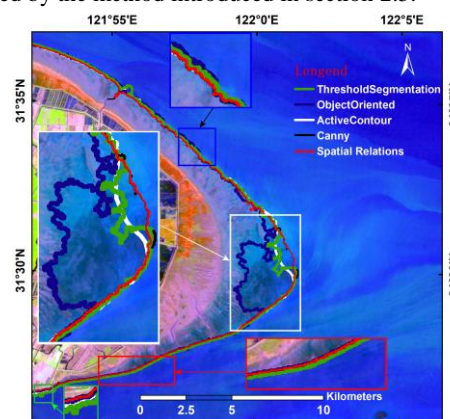 ed by the method introduced in section 2.3.
121°55'E 122°0'E 122°5'E
N
Lengend
ThresholdSegmentation
ObjectOriented
ActiveContour
Canny
Spatial Relations
31°35'N
31°30'N
Kilometers
0 2.5 5 10